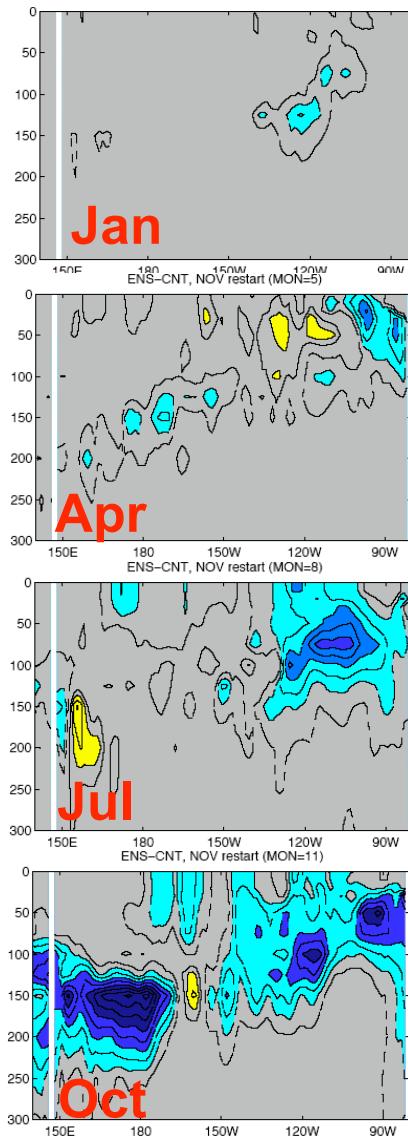 0
50
100
150
200
250
300
Jan
150E 180 150W 120W 90W
ENS-CNT, NOV restart (MON=5)
0
50
100
150
200
250
300
Apr
150E 180 150W 120W 90W
ENS-CNT, NOV restart (MON=8)
0
50
100
150
200
250
300
Jul
150E 180 150W 120W 90W
ENS-CNT, NOV restart (MON=11)
0
50
100
150
200
250
300
Oct
150E 180 150W 120W 90W